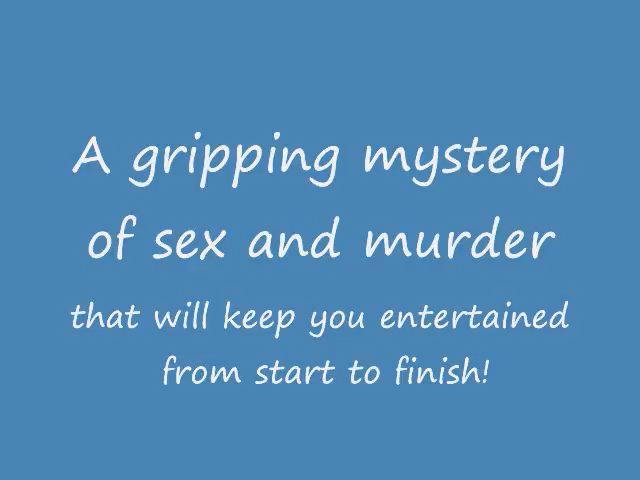 A gripping mystery
of sex and murder
that will keep you entertained
from start to finish!